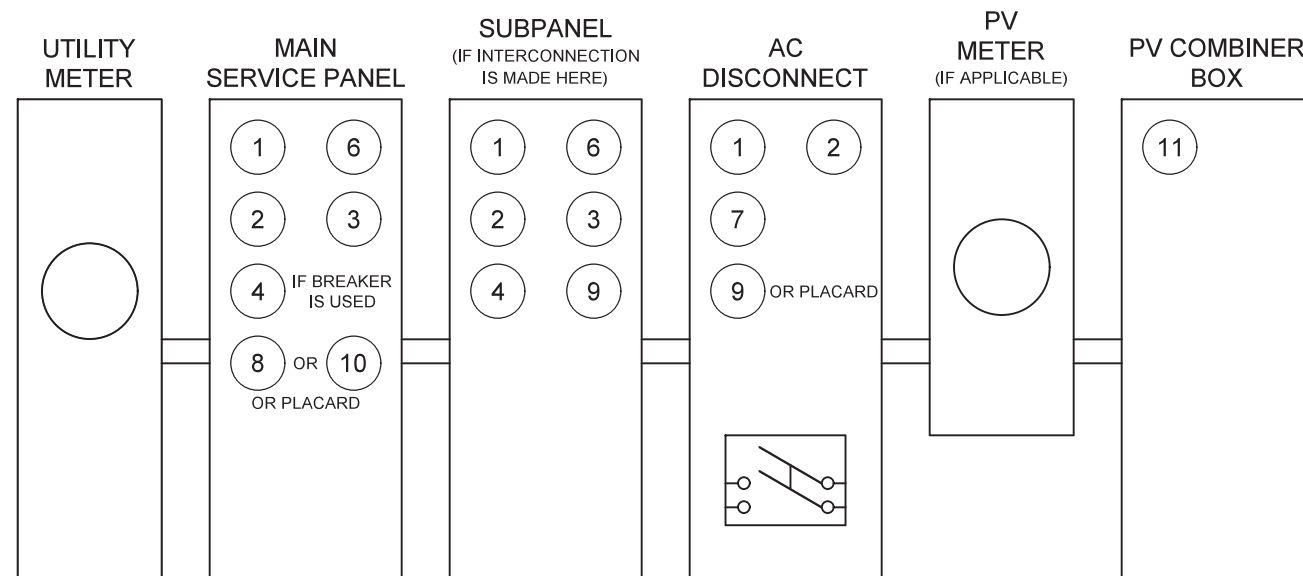 UTILITY
METER
MAIN
SERVICE PANEL
SUBPANEL
(IF INTERCONNECTION
IS MADE HERE)
AC
DISCONNECT
PV
METER
(IF APPLICABLE)
PV COMBINER
BOX
1 6
2 3
4 IF BREAKER
IS USED
8 OR 10
OR PLACARD
1 6
2 3
4 9
1 2
7
9 OR PLACARD
11